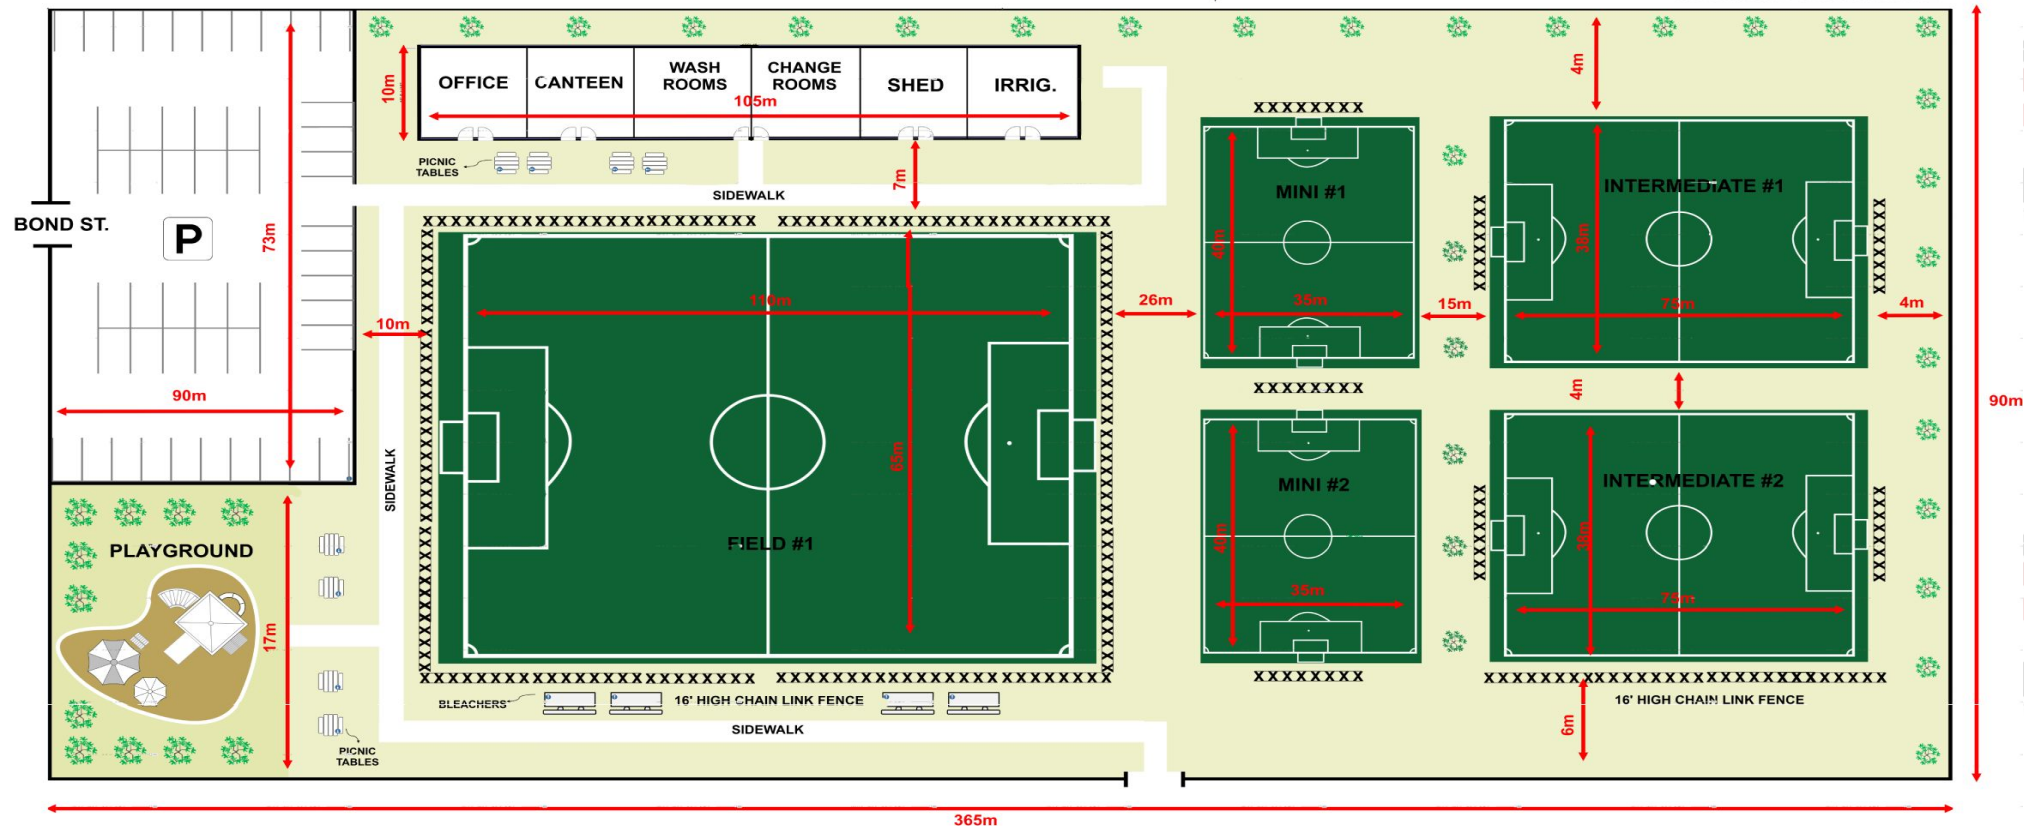 OFFICE
CANTEEN
WASH
ROOMS
CHANGE
ROOMS
SHED
IRRIG.
10m
105m
4m
PICNIC
TABLES
7m
SIDEWALK
BOND ST.
P
73m
90m
10m
SIDEWALK
110m
65m
FIELD #1
26m
MINI #1
40m
35m
15m
INTERMEDIATE #1
38m
75m
4m
4m
90m
MINI #2
40m
35m
INTERMEDIATE #2
38m
75m
PLAYGROUND
17m
PICNIC
TABLES
BLEACHERS
16' HIGH CHAIN LINK FENCE
SIDEWALK
16' HIGH CHAIN LINK FENCE
6m
365m